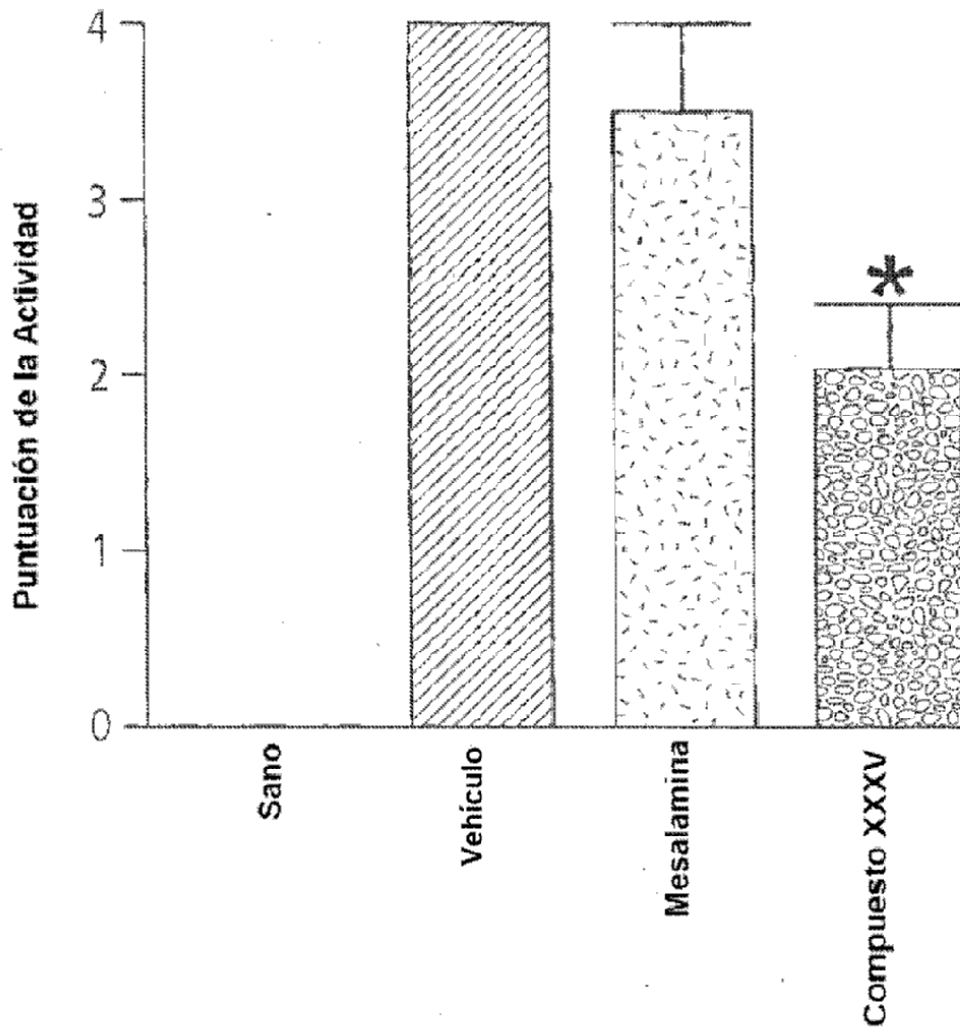 Puntuación de la Actividad
4
3
2
1
0
*
Sano
Vehículo
Mesalamina
Compuesto XXXV